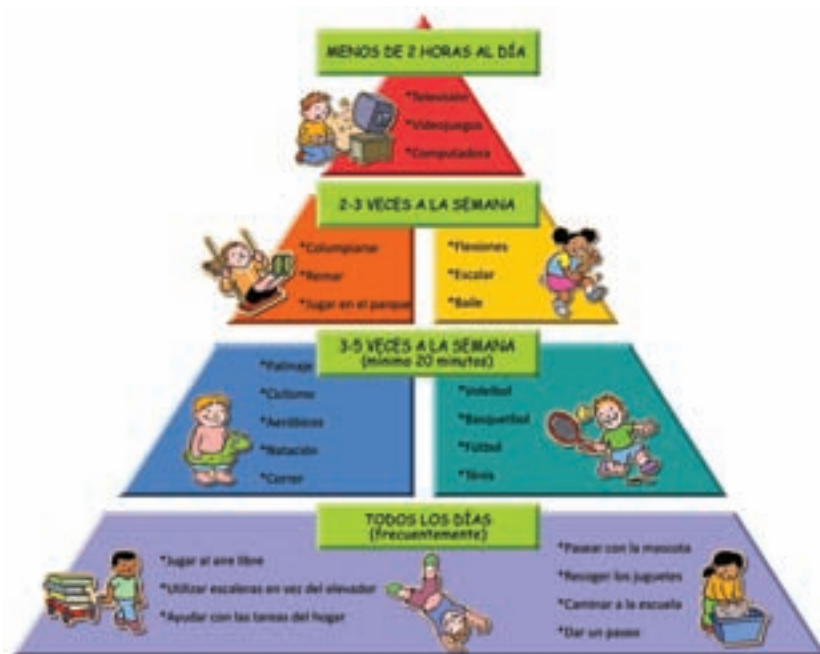 MENOS DE 2 HORAS AL DÍA
*Televisión
*Videojuegos
*Computadora
2-3 VECES A LA SEMANA
*Columpiarse
*Remar
*Jugar en el parque
*Flexiones
*Escalar
*Baile
3-5 VECES A LA SEMANA
(mínimo 20 minutos)
*Patinaje
*Ciclismo
*Aeróbicos
*Natación
*Correr
*Voleibol
*Basquetbol
*Fútbol
*Tenis
TODOS LOS DÍAS
(frecuentemente)
*Jugar al aire libre
*Utilizar escaleras en vez del elevador
*Ayudar con las tareas del hogar
*Pasear con la mascota
*Recoger los juguetes
*Caminar a la escuela
*Dar un paseo